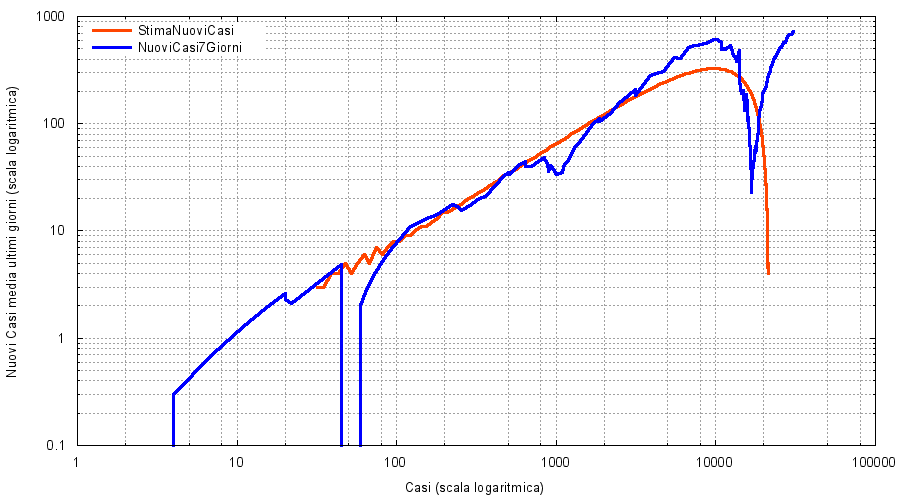 1000
100
10
1
0.1
Nuovi Casi media ultimi giorni (scala logaritmica)
StimaNuoviCasi
NuoviCasi7Giorni
1
10
100
1000
10000
100000
Casi (scala logaritmica)